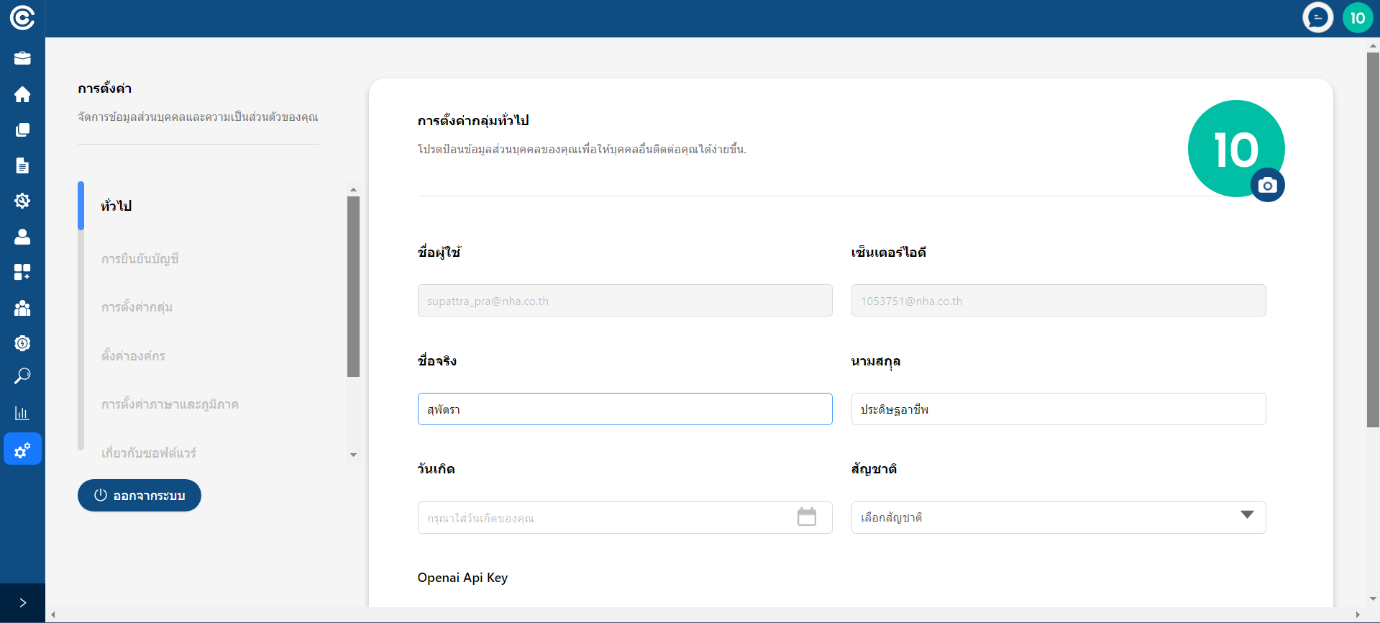 10
การตั้งค่า
จัดการข้อมูลส่วนบุคคลและความเป็นส่วนตัวของคุณ
ทั่วไป
การยืนยันบัญชี
การตั้งค่ากลุ่ม
ตั้งค่าองค์กร
การตั้งค่าภาษาและภูมิภาค
เกี่ยวกับซอฟต์แวร์
ออกจากระบบ
การตั้งค่ากลุ่มทั่วไป
โปรดป้อนข้อมูลส่วนบุคคลของคุณเพื่อให้บุคคลอื่นติดต่อคุณได้ง่ายขึ้น.
10
ชื่อผู้ใช้
เซ็นเตอร์ไอดี
supattra_pra@nha.co.th
1053751@nha.co.th
ชื่อจริง
นามสกุล
สุพัตรา
ประดิษฐอาชีพ
วันเกิด
สัญชาติ
กรุณาใส่วันเกิดของคุณ
เลือกสัญชาติ
Openai Api Key